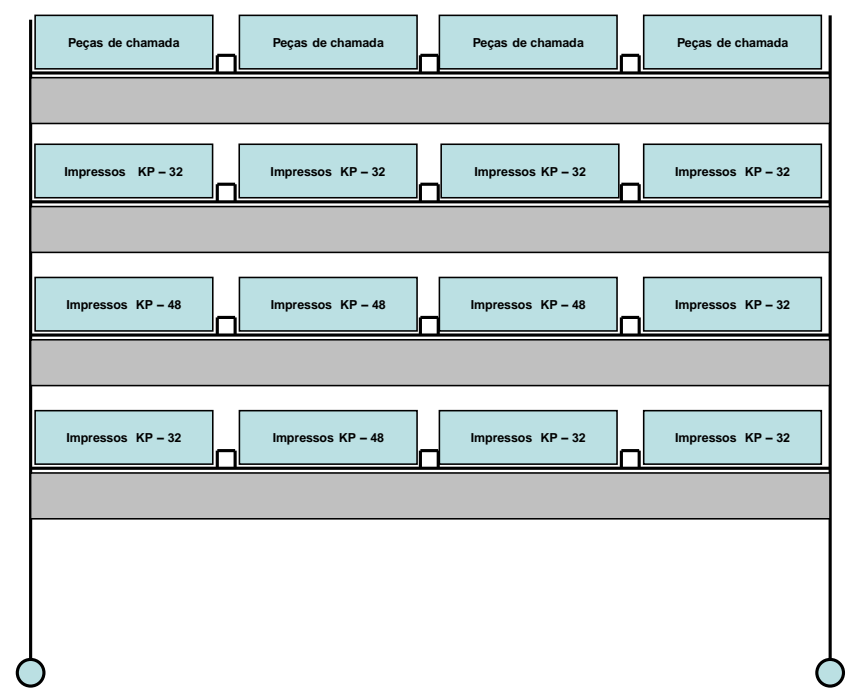 Peças de chamada Peças de chamada Peças de chamada Peças de chamada
Impressos KP – 32 Impressos KP – 32 Impressos KP – 32 Impressos KP – 32
Impressos KP – 48 Impressos KP – 48 Impressos KP – 48 Impressos KP – 32
Impressos KP – 32 Impressos KP – 48 Impressos KP – 32 Impressos KP – 32